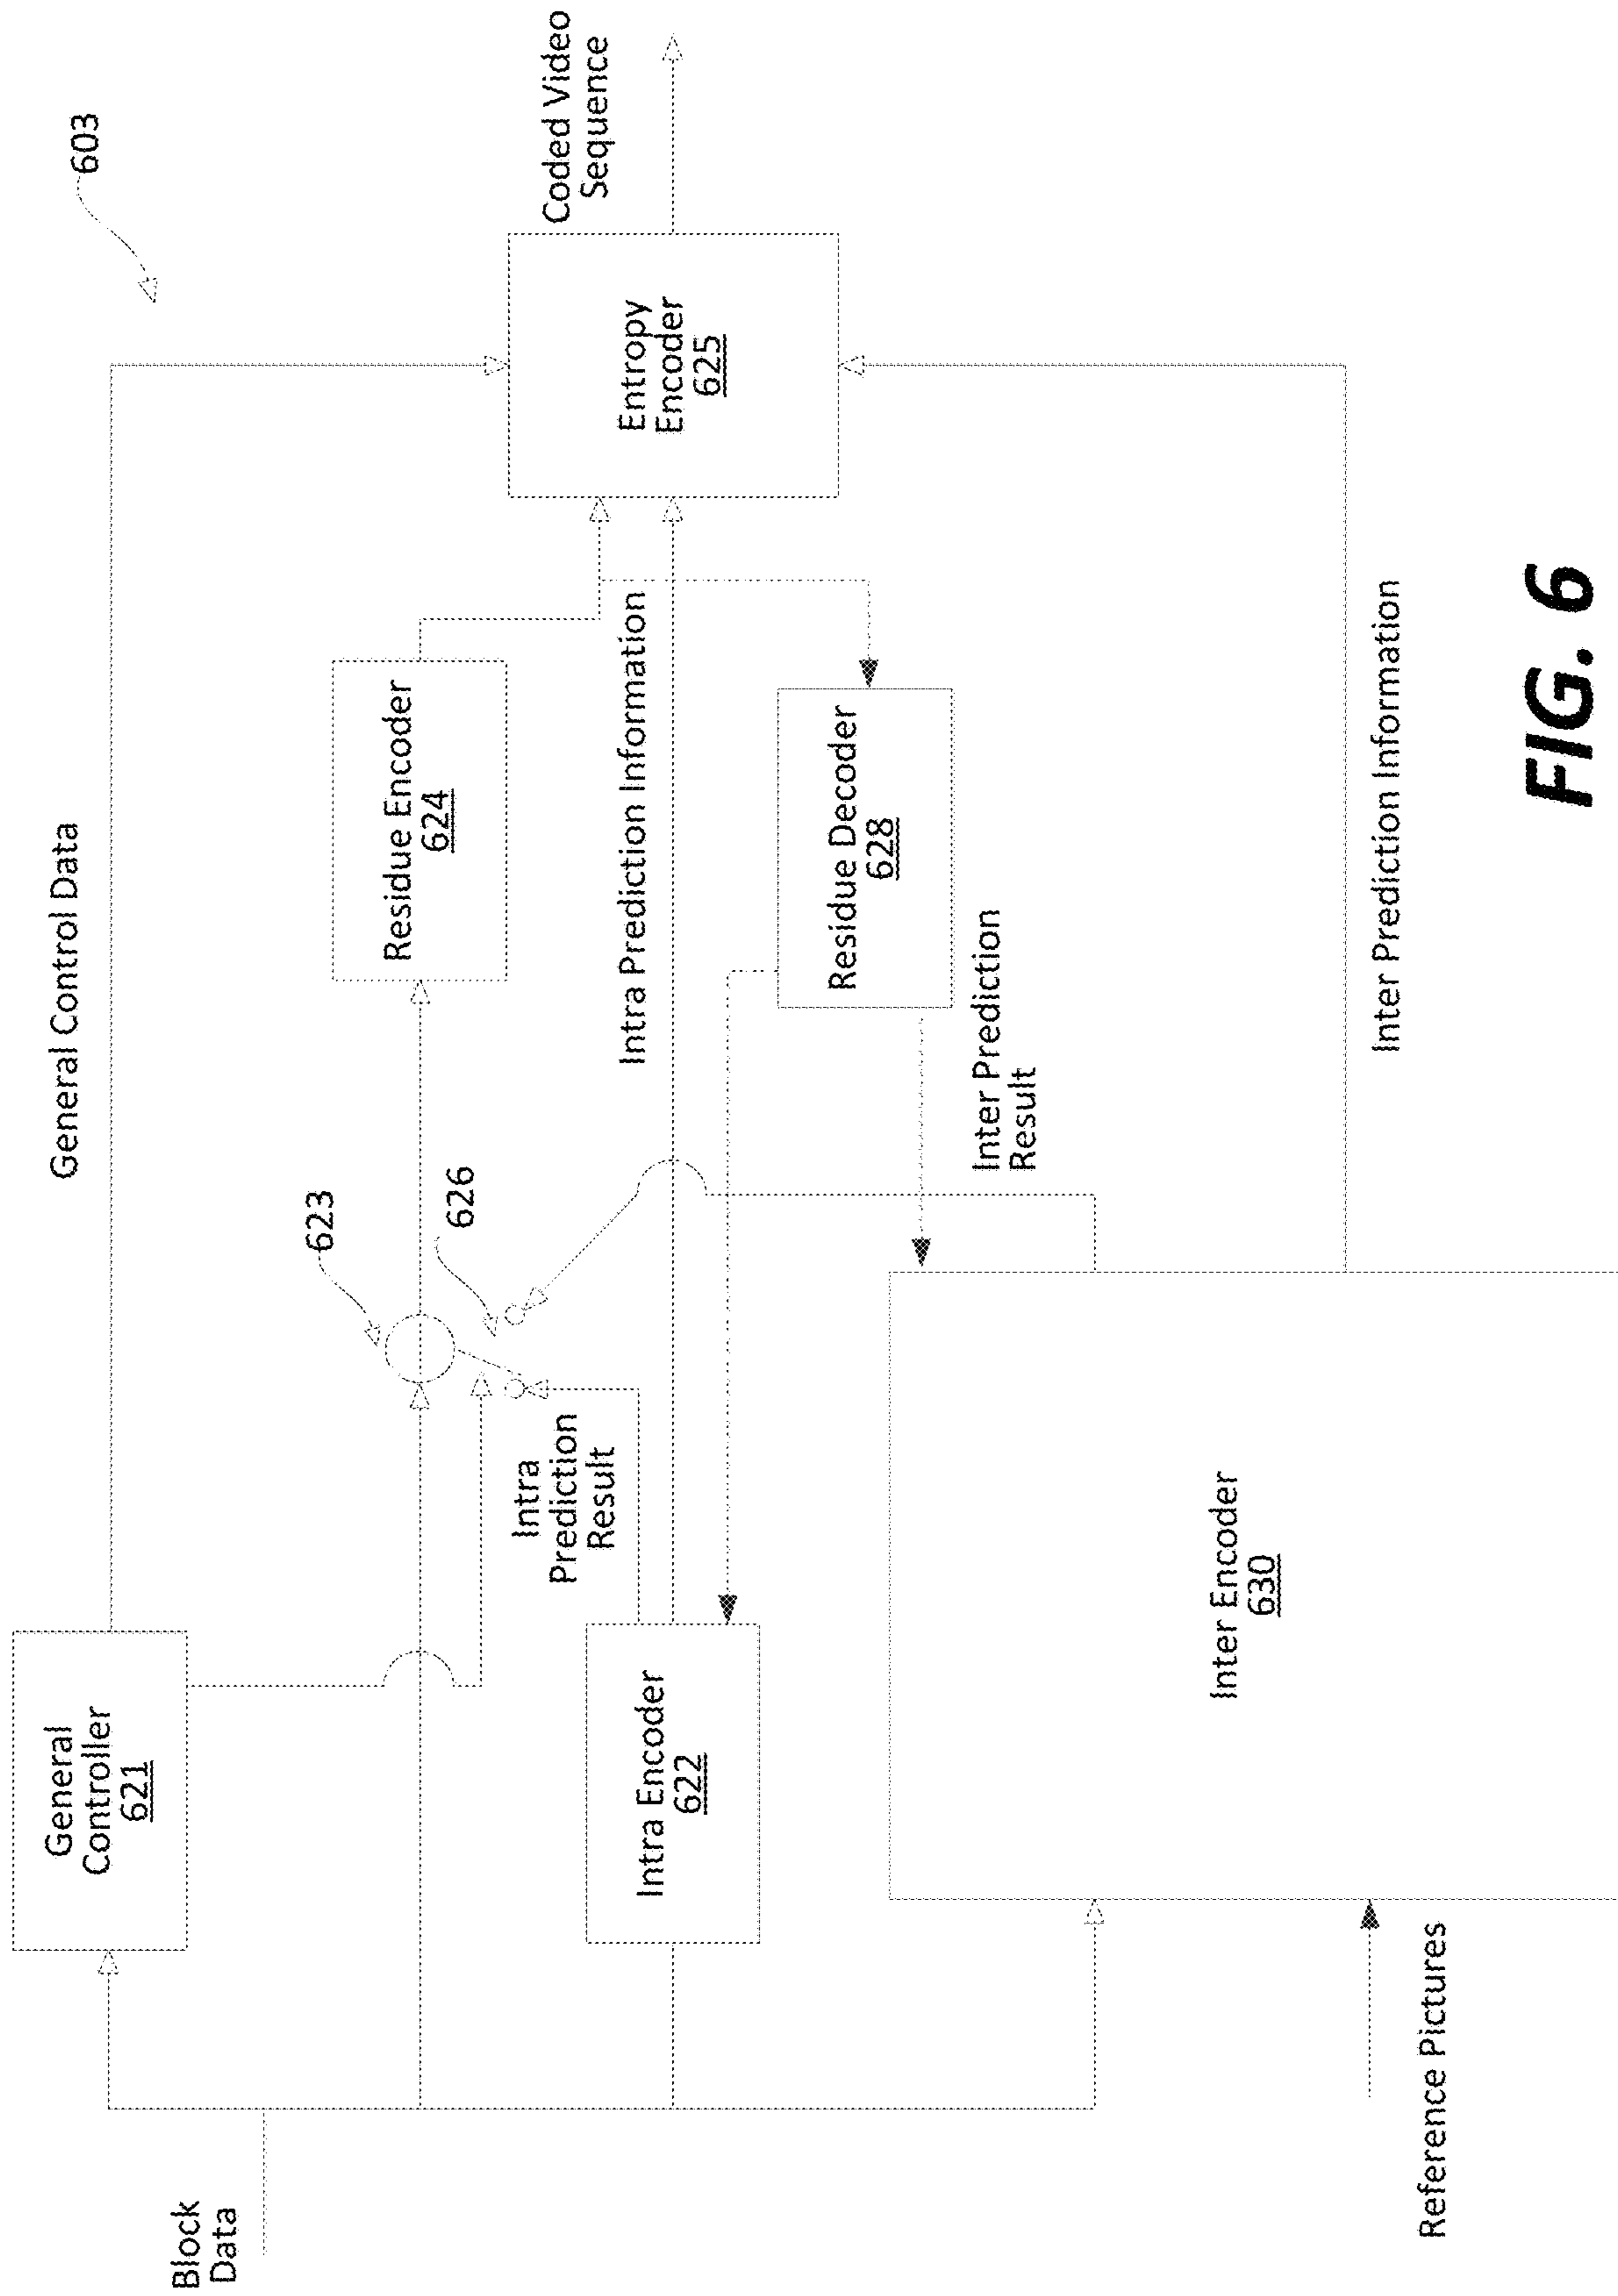 603
General Control Data
General
Controller
621
Block
Data
623
626
Residue Encoder
624
Coded Video
Sequence
Entropy
Encoder
625
Intra
Prediction
Result
Intra Prediction Information
Intra Encoder
622
Residue Decoder
628
Inter Prediction
Result
Inter Encoder
630
Reference Pictures
Inter Prediction Information
FIG. 6